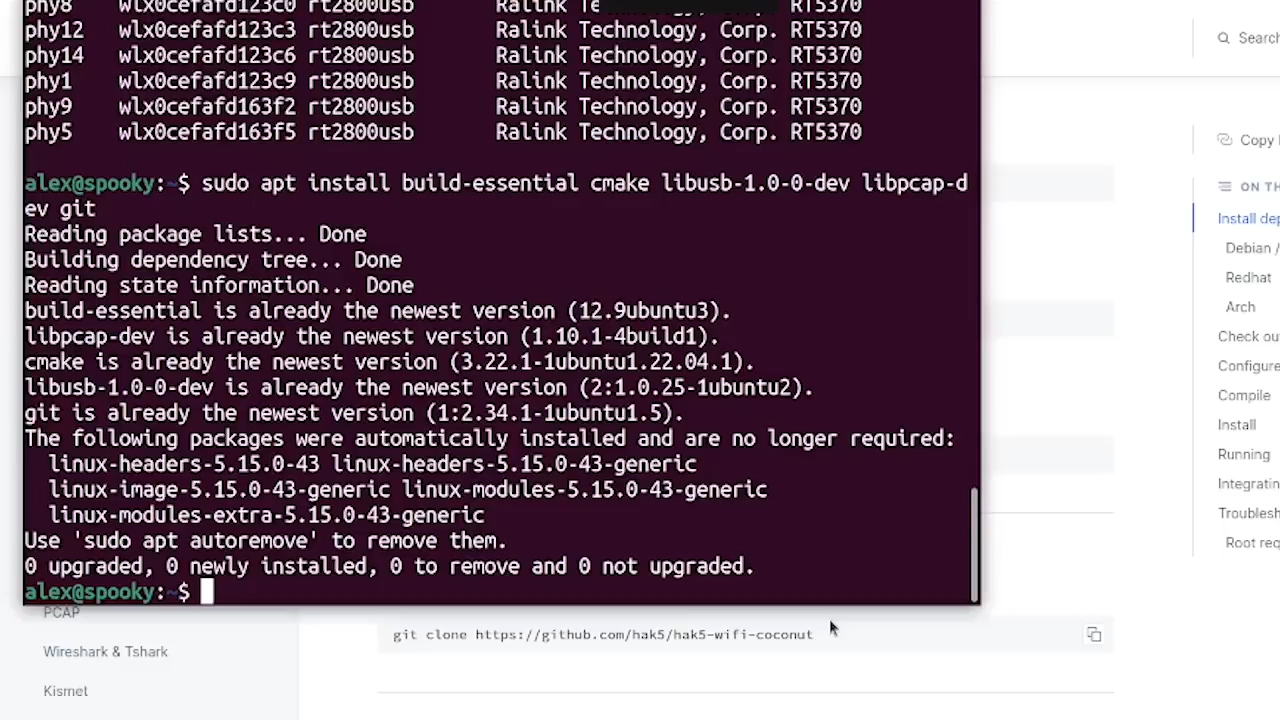 phy8 wlx0cefafd123c0 rt2800usb Ralink Te
phy12 wlx0cefafd123c3 rt2800usb Ralink Technology, Corp. RT5370
phy14 wlx0cefafd123c6 rt2800usb Ralink Technology, Corp. RT5370
phy1 wlx0cefafd123c9 rt2800usb Ralink Technology, Corp. RT5370
phy9 wlx0cefafd163f2 rt2800usb Ralink Technology, Corp. RT5370
phy5 wlx0cefafd163f5 rt2800usb Ralink Technology, Corp. RT5370
alex@spooky:~$ sudo apt install build-essential cmake libusb-1.0-0-dev libpcap-d
ev git
Reading package lists... Done
Building dependency tree... Done
Reading state information... Done
build-essential is already the newest version (12.9ubuntu3).
libpcap-dev is already the newest version (1.10.1-4build1).
cmake is already the newest version (3.22.1-1ubuntu1.22.04.1).
libusb-1.0-0-dev is already the newest version (2:1.0.25-1ubuntu2).
git is already the newest version (1:2.34.1-1ubuntu1.5).
The following packages were automatically installed and are no longer required:
linux-headers-5.15.0-43 linux-headers-5.15.0-43-generic
linux-image-5.15.0-43-generic linux-modules-5.15.0-43-generic
linux-modules-extra-5.15.0-43-generic
Use 'sudo apt autoremove' to remove them.
0 upgraded, 0 newly installed, 0 to remove and 0 not upgraded.
alex@spooky:~$
PCAP
Wireshark & Tshark
Kismet
git clone https://github.com/hak5/hak5-wifi-coconut
Search
Copy
ON TH
Install dep
Debian /
Redhat
Arch
Check ou
Configure
Compile
Install
Running
Integratin
Troublesh
Root req